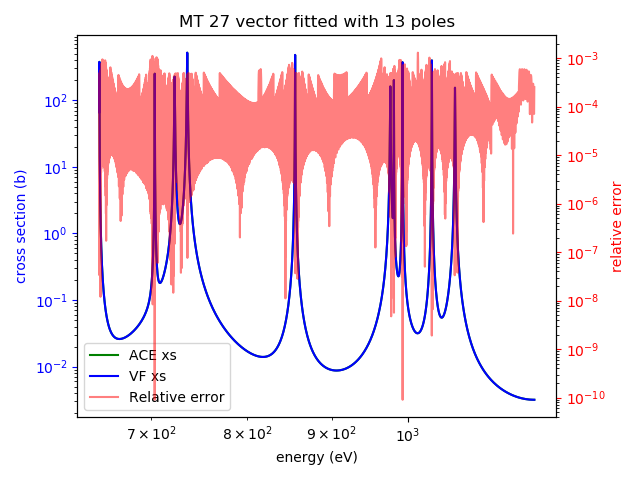 MT 27 vector fitted with 13 poles
10²
10¹
10⁰
10⁻¹
10⁻²
cross section (b)
10⁻³
10⁻⁴
10⁻⁵
10⁻⁶
10⁻⁷
10⁻⁸
10⁻⁹
10⁻¹⁰
relative error
ACE xs
VF xs
Relative error
7 × 10² 8 × 10² 9 × 10² 10³
energy (eV)